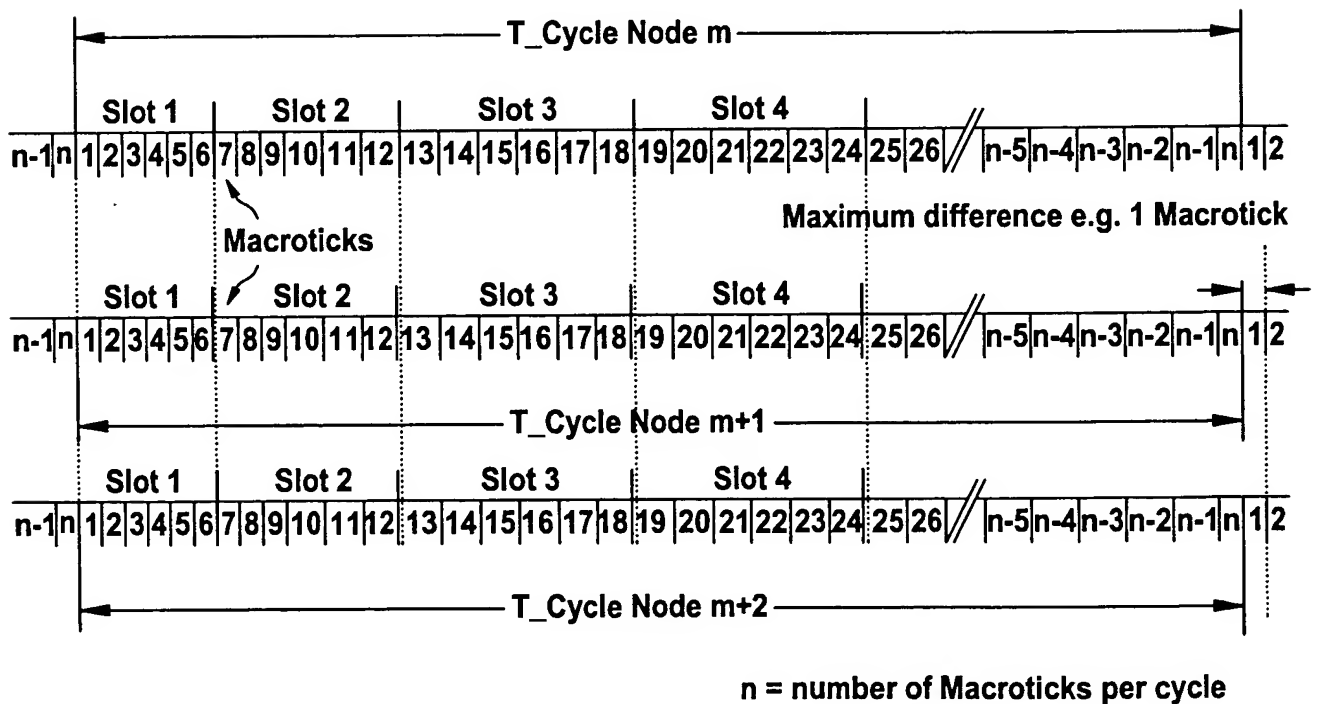 T_Cycle Node m
Slot 1 Slot 2 Slot 3 Slot 4
n-1 n 1 2 3 4 5 6 7 8 9 10 11 12 13 14 15 16 17 18 19 20 21 22 23 24 25 26 n-5 n-4 n-3 n-2 n-1 n 1 2
Maximum difference e.g. 1 Macrotick
Macroticks
Slot 1 Slot 2 Slot 3 Slot 4
n-1 n 1 2 3 4 5 6 7 8 9 10 11 12 13 14 15 16 17 18 19 20 21 22 23 24 25 26 n-5 n-4 n-3 n-2 n-1 n 1 2
T_Cycle Node m+1
Slot 1 Slot 2 Slot 3 Slot 4
n-1 n 1 2 3 4 5 6 7 8 9 10 11 12 13 14 15 16 17 18 19 20 21 22 23 24 25 26 n-5 n-4 n-3 n-2 n-1 n 1 2
T_Cycle Node m+2
n = number of Macroticks per cycle